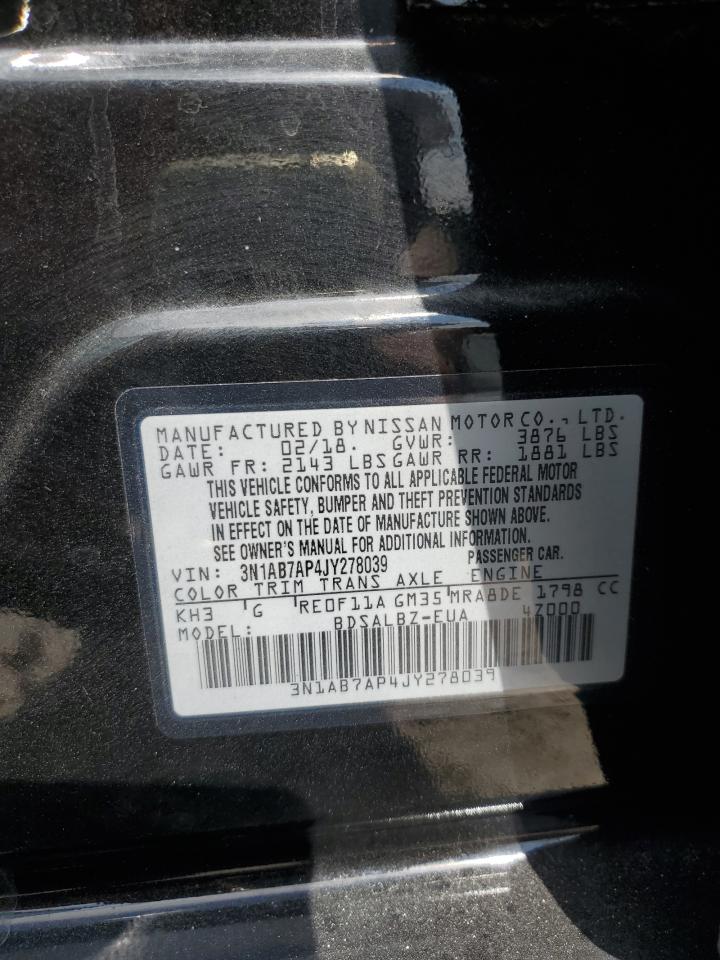 MANUFACTURED BY NISSAN MOTOR CO., LTD.
DATE: 02/18. GVWR: 3876 LBS
GAWR FR: 2143 LBS GAWR RR: 1881 LBS
THIS VEHICLE CONFORMS TO ALL APPLICABLE FEDERAL MOTOR
VEHICLE SAFETY, BUMPER AND THEFT PREVENTION STANDARDS
IN EFFECT ON THE DATE OF MANUFACTURE SHOWN ABOVE.
SEE OWNER'S MANUAL FOR ADDITIONAL INFORMATION.
VIN: 3N1AB7AP4JY278039 PASSENGER CAR.
COLOR TRIM TRANS AXLE ENGINE
KH3 G RE0F11A GM35 MRA8DE 1798 CC
MODEL: BDSALBZ-EUA 4Z000
3N1AB7AP4JY278039